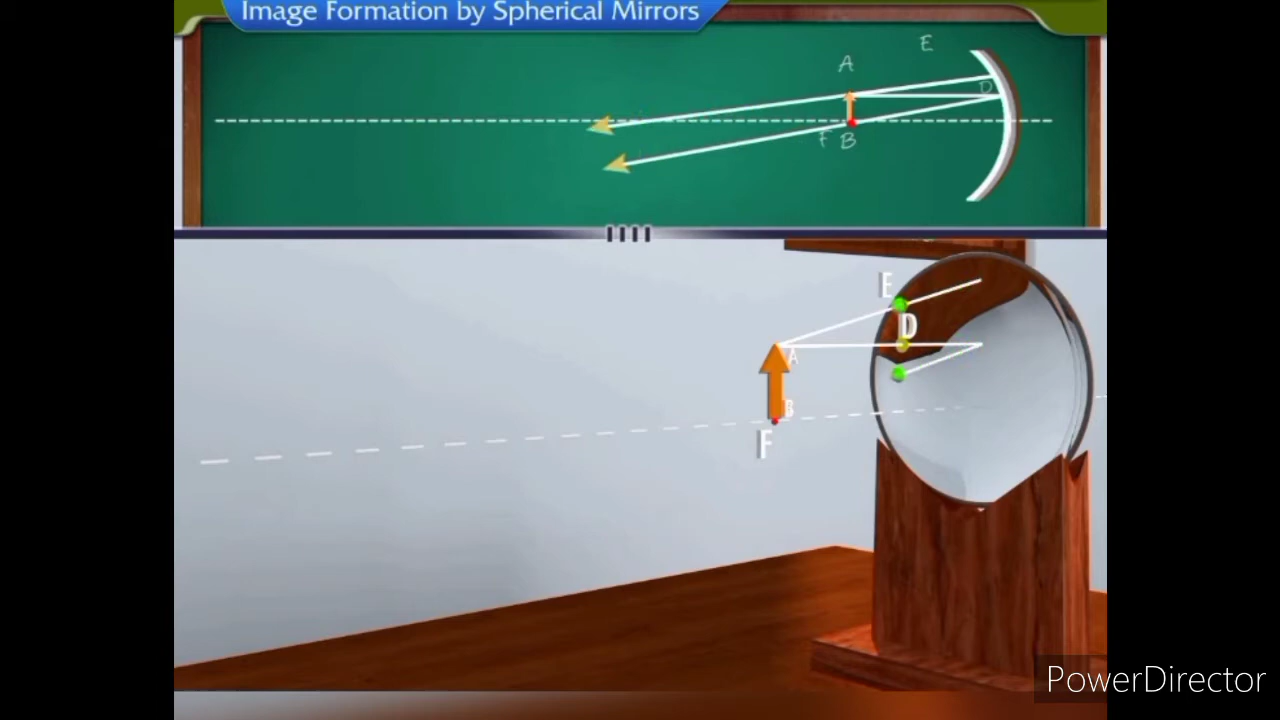 Image Formation by Spherical Mirrors
E
A
D
F B
E
D
A
B
F
PowerDirector